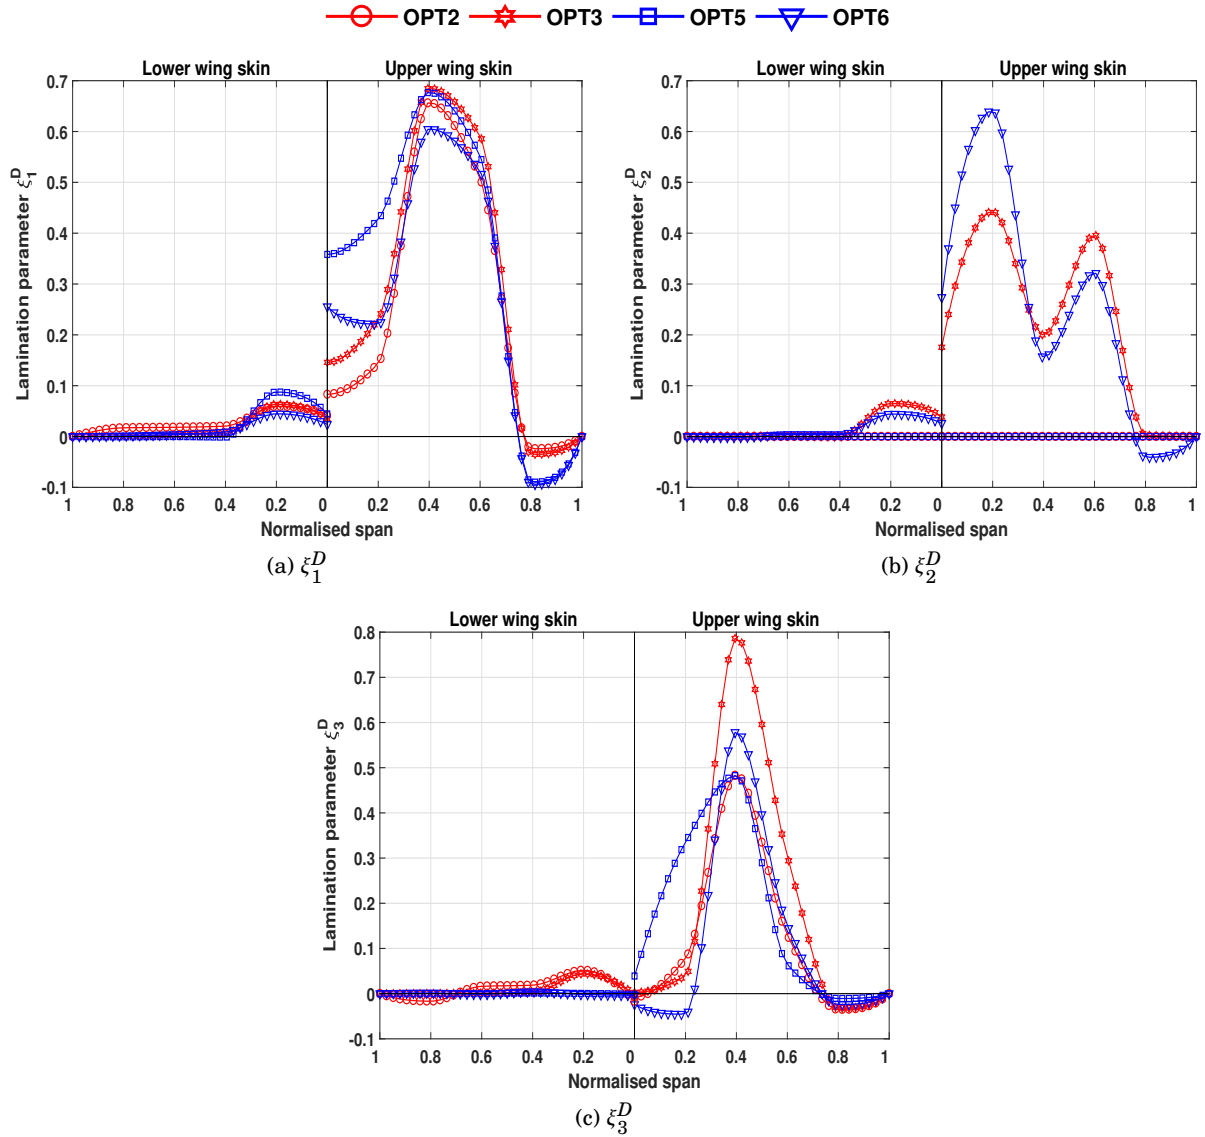 OPT2 OPT3 OPT5 OPT6
Lower wing skin Upper wing skin
0.7
0.6
0.5
0.4
0.3
0.2
0.1
0
-0.1
Lamination parameter ξ₁ᴰ
1 0.8 0.6 0.4 0.2 0 0.2 0.4 0.6 0.8 1
Normalised span
(a) ξ₁ᴰ
Lower wing skin Upper wing skin
0.7
0.6
0.5
0.4
0.3
0.2
0.1
0
-0.1
Lamination parameter ξ₂ᴰ
1 0.8 0.6 0.4 0.2 0 0.2 0.4 0.6 0.8 1
Normalised span
(b) ξ₂ᴰ
Lower wing skin Upper wing skin
0.8
0.7
0.6
0.5
0.4
0.3
0.2
0.1
0
-0.1
Lamination parameter ξ₃ᴰ
1 0.8 0.6 0.4 0.2 0 0.2 0.4 0.6 0.8 1
Normalised span
(c) ξ₃ᴰ